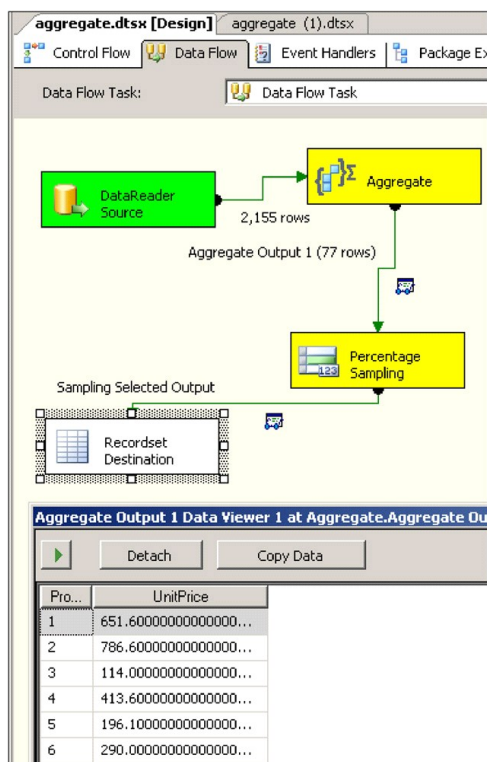 aggregate.dtsx [Design] aggregate (1).dtsx
Control Flow Data Flow Event Handlers Package Ex
Data Flow Task: Data Flow Task
DataReader
Source
Aggregate
2,155 rows
Aggregate Output 1 (77 rows)
Percentage
Sampling
123
Sampling Selected Output
Recordset
Destination
Aggregate Output 1 Data Viewer 1 at Aggregate.Aggregate Ou
Detach Copy Data
Pro... UnitPrice
1 651.60000000000000...
2 786.60000000000000...
3 114.00000000000000...
4 413.60000000000000...
5 196.10000000000000...
6 290.00000000000000...